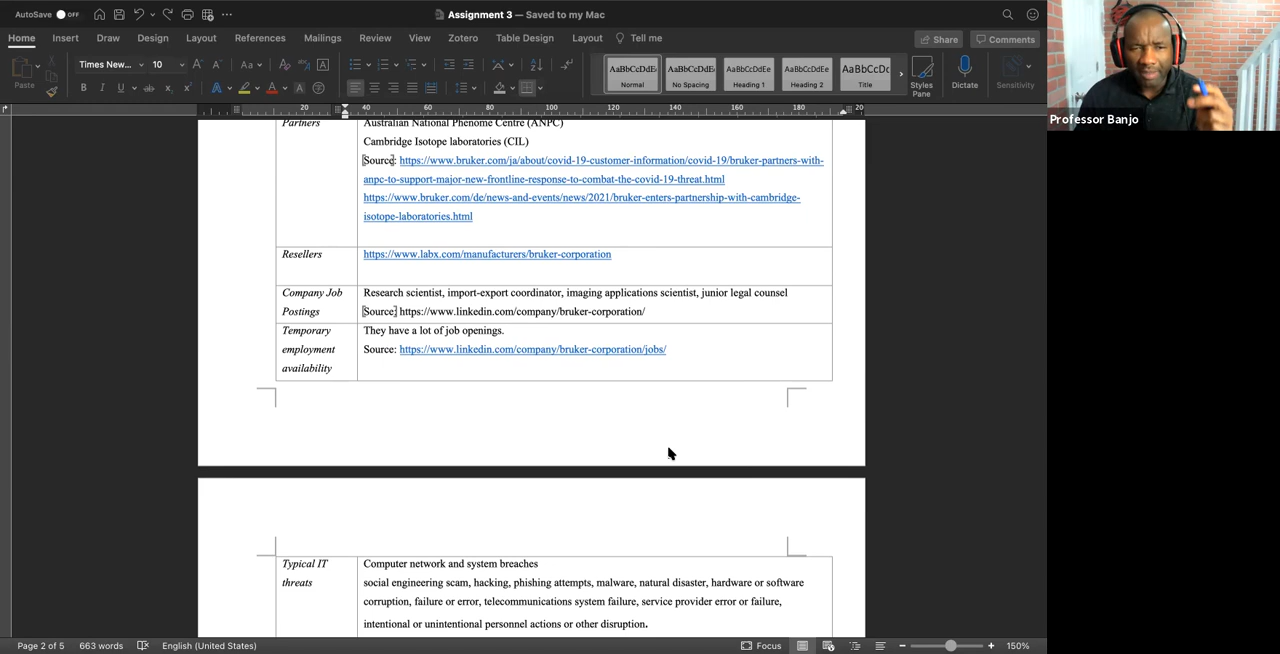 AutoSave OFF
Assignment 3 — Saved to my Mac
Home Insert Draw Design Layout References Mailings Review View Zotero Table Design Layout Tell me
Share Comments
Paste
Times New... 10
AaBbCcDdEe AaBbCcDdEe AaBbCcDdEe AaBbCcDdEe AaBbCcDc
Normal No Spacing Heading 1 Heading 2 Title
Styles Pane
Dictate
Sensitivity
20 40 60 80 100 120 140 160 180 20
Professor Banjo
Partners
Australian National Phenome Centre (ANPC)
Cambridge Isotope laboratories (CIL)
Source: https://www.bruker.com/ja/about/covid-19-customer-information/covid-19/bruker-partners-with-
anpc-to-support-major-new-frontline-response-to-combat-the-covid-19-threat.html
https://www.bruker.com/de/news-and-events/news/2021/bruker-enters-partnership-with-cambridge-
isotope-laboratories.html
Resellers
https://www.labx.com/manufacturers/bruker-corporation
Company Job
Postings
Research scientist, import-export coordinator, imaging applications scientist, junior legal counsel
Source: https://www.linkedin.com/company/bruker-corporation/
Temporary
employment
availability
They have a lot of job openings.
Source: https://www.linkedin.com/company/bruker-corporation/jobs/
Typical IT
threats
Computer network and system breaches
social engineering scam, hacking, phishing attempts, malware, natural disaster, hardware or software
corruption, failure or error, telecommunications system failure, service provider error or failure,
intentional or unintentional personnel actions or other disruption.
Page 2 of 5 663 words English (United States)
Focus
150%